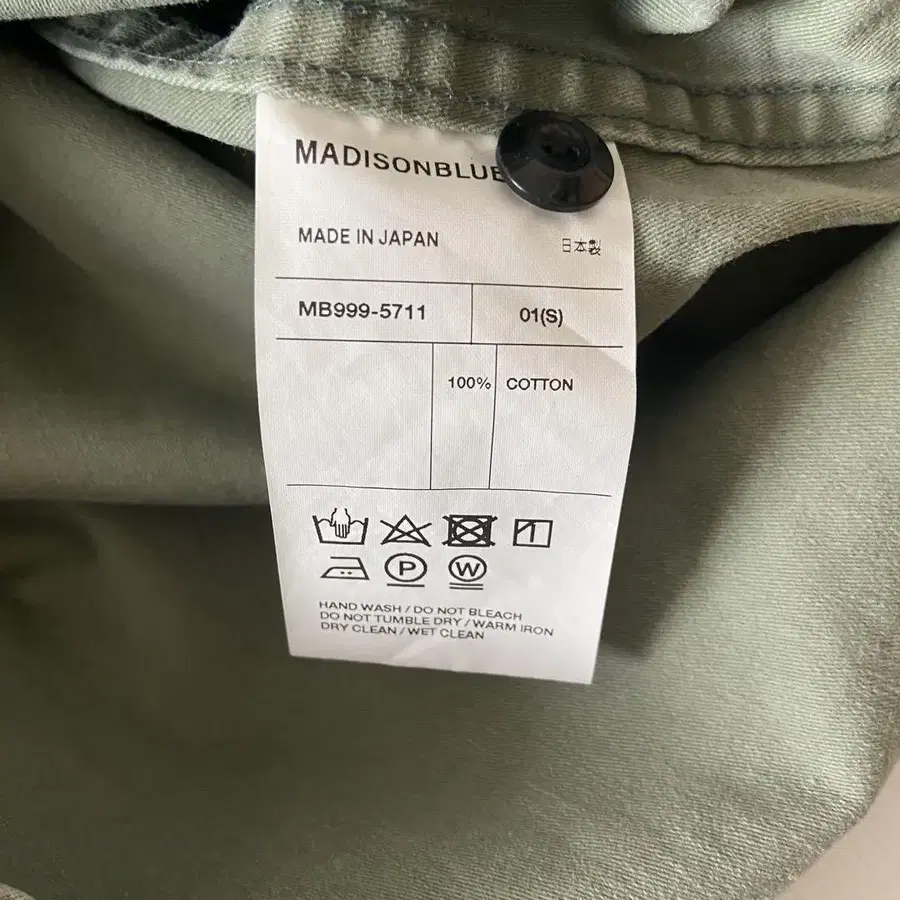 MADISONBLUE
MADE IN JAPAN 日本製
MB999-5711 01(S)
100% COTTON
P W
HAND WASH / DO NOT BLEACH
DO NOT TUMBLE DRY / WARM IRON
DRY CLEAN / WET CLEAN